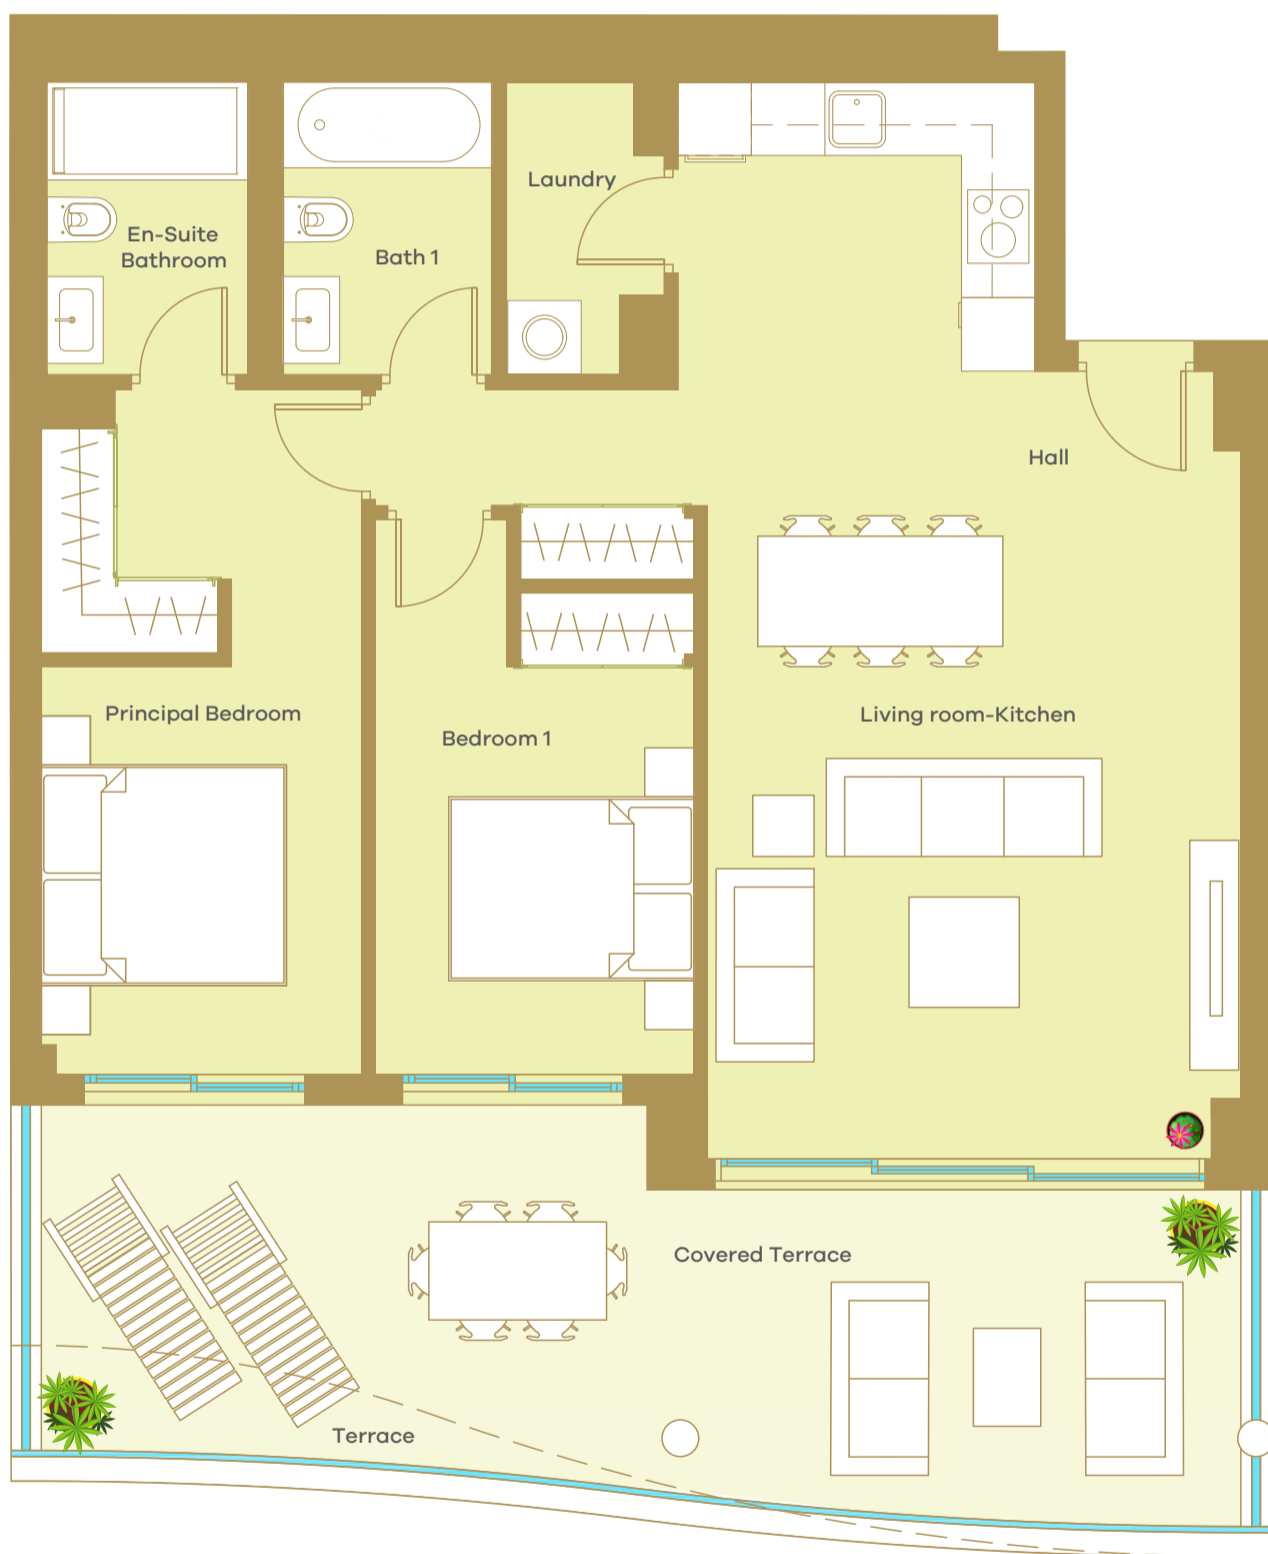 Laundry
En-Suite
Bathroom
Bath 1
Hall
Principal Bedroom
Bedroom 1
Living room-Kitchen
Covered Terrace
Terrace